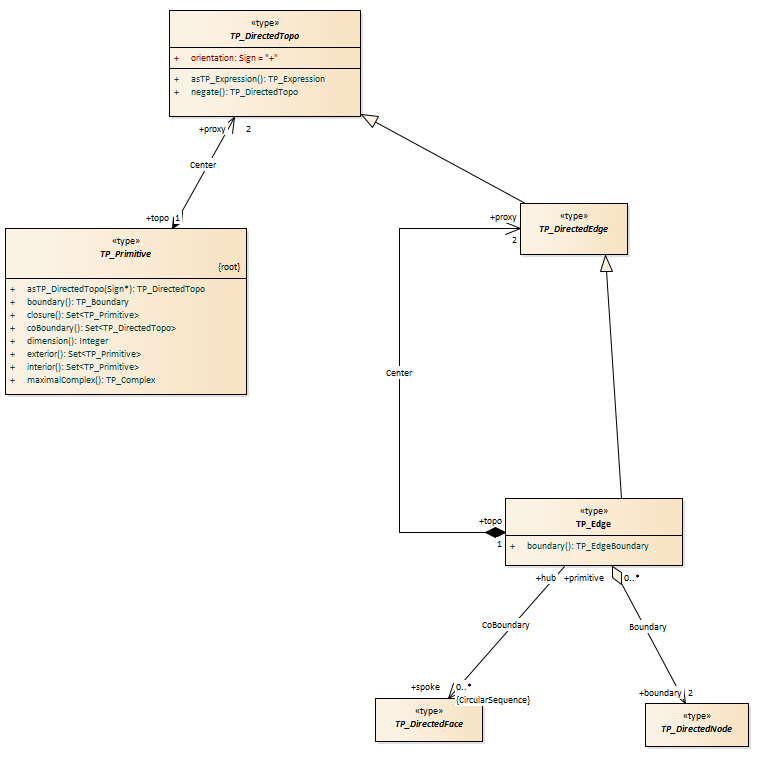 «type»
TP_DirectedTopo
+ orientation: Sign = "+"
+ asTP_Expression(): TP_Expression
+ negate(): TP_DirectedTopo
+proxy 2
Center
+topo 1
«type»
TP_Primitive
{root}
+ asTP_DirectedTopo(Sign*): TP_DirectedTopo
+ boundary(): TP_Boundary
+ closure(): Set<TP_Primitive>
+ coBoundary(): Set<TP_DirectedTopo>
+ dimension(): Integer
+ exterior(): Set<TP_Primitive>
+ interior(): Set<TP_Primitive>
+ maximalComplex(): TP_Complex
+proxy
2
«type»
TP_DirectedEdge
Center
+topo
1
«type»
TP_Edge
+ boundary(): TP_EdgeBoundary
+hub +primitive 0..*
CoBoundary
Boundary
+spoke 0..*
{CircularSequence}
+boundary 2
«type»
TP_DirectedFace
«type»
TP_DirectedNode